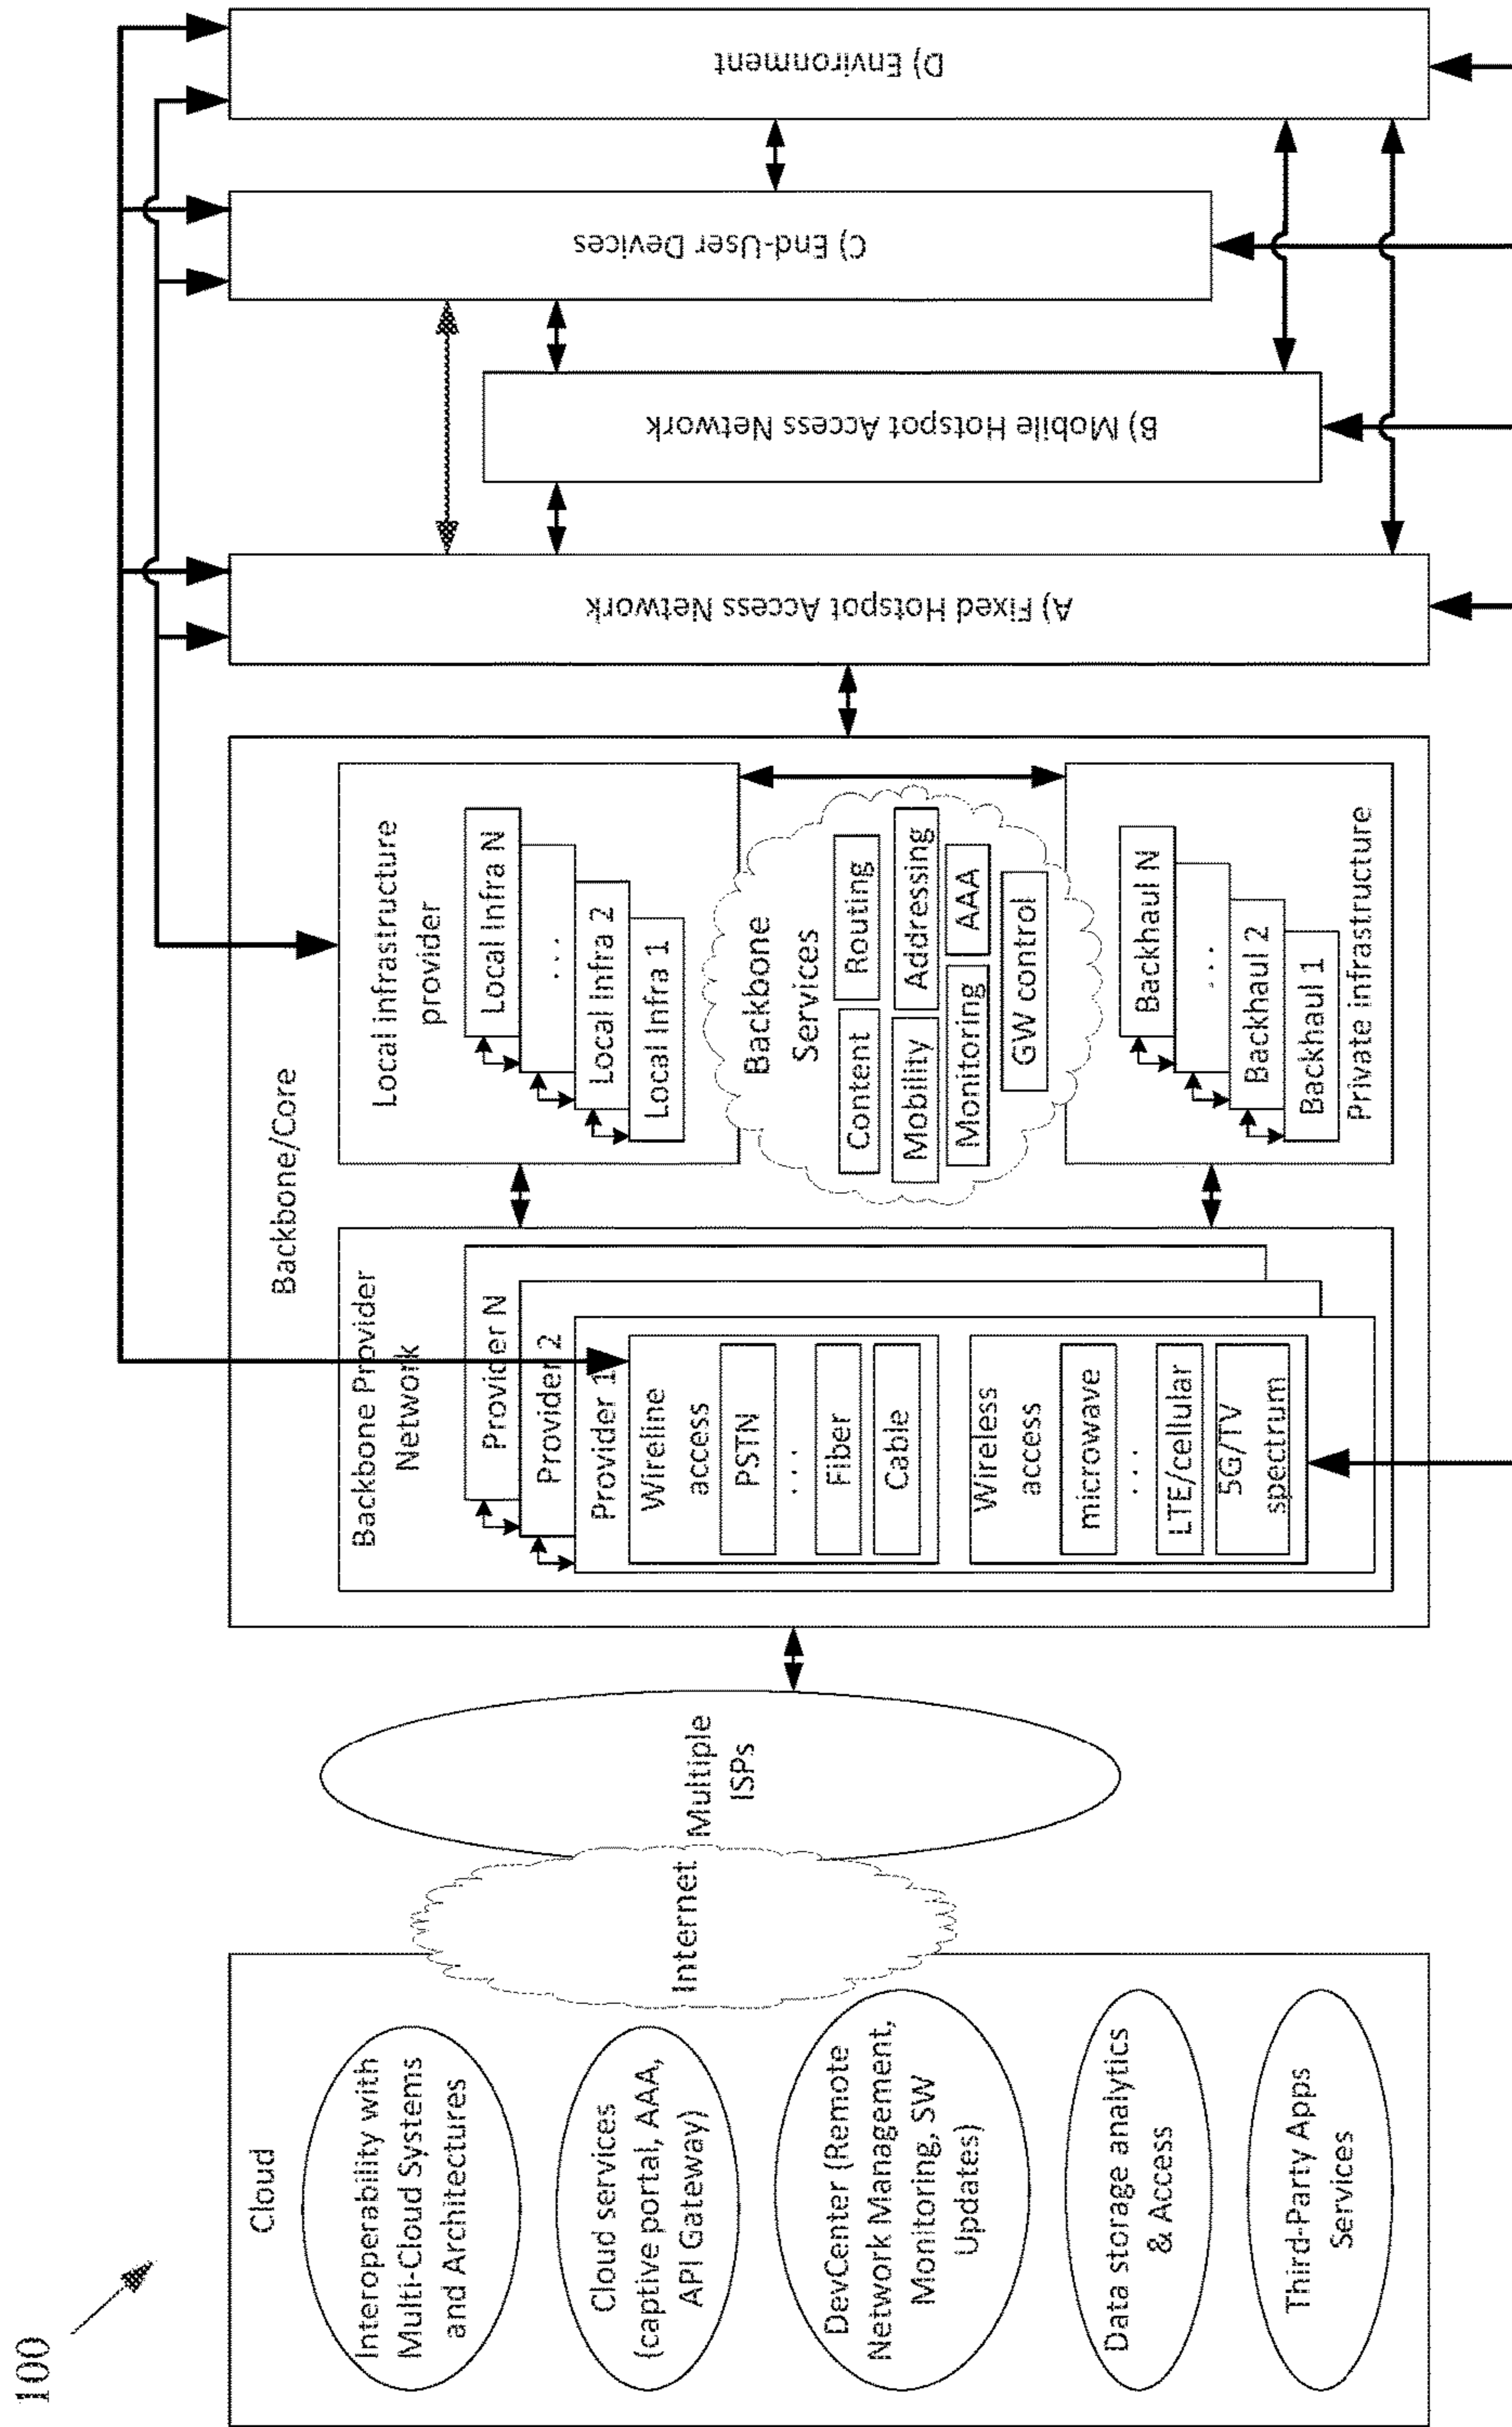 100
Cloud
Interoperability with
Multi-Cloud Systems
and Architectures
Cloud services
(captive portal, AAA,
API Gateway)
DevCenter (Remote
Network Management,
Monitoring, SW
Updates)
Data storage analytics
& Access
Third-Party Apps
Services
Internet
Multiple
ISPs
Backbone/Core
Backbone Provider
Network
Provider N
Provider 2
Provider 1
Wireline
access
PSTN
...
Fiber
Cable
Wireless
access
microwave
...
LTE/cellular
5G/TV
spectrum
Local infrastructure
provider
Local Infra N
...
Local Infra 2
Local Infra 1
Backbone
Services
Content
Routing
Mobility
Addressing
Monitoring
AAA
GW control
Backhaul N
...
Backhaul 2
Backhaul 1
Private infrastructure
A) Fixed Hotspot Access Network
B) Mobile Hotspot Access Network
C) End-User Devices
D) Environment